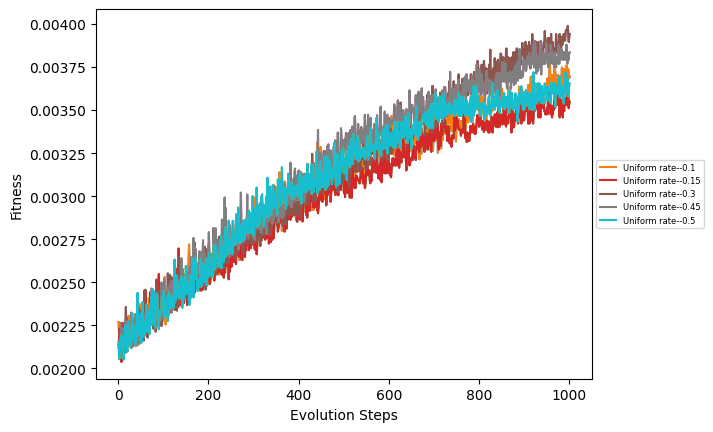 0.00400
0.00375
0.00350
0.00325
0.00300
0.00275
0.00250
0.00225
0.00200
Fitness
0
200
400
600
800
1000
Evolution Steps
Uniform rate--0.1
Uniform rate--0.15
Uniform rate--0.3
Uniform rate--0.45
Uniform rate--0.5